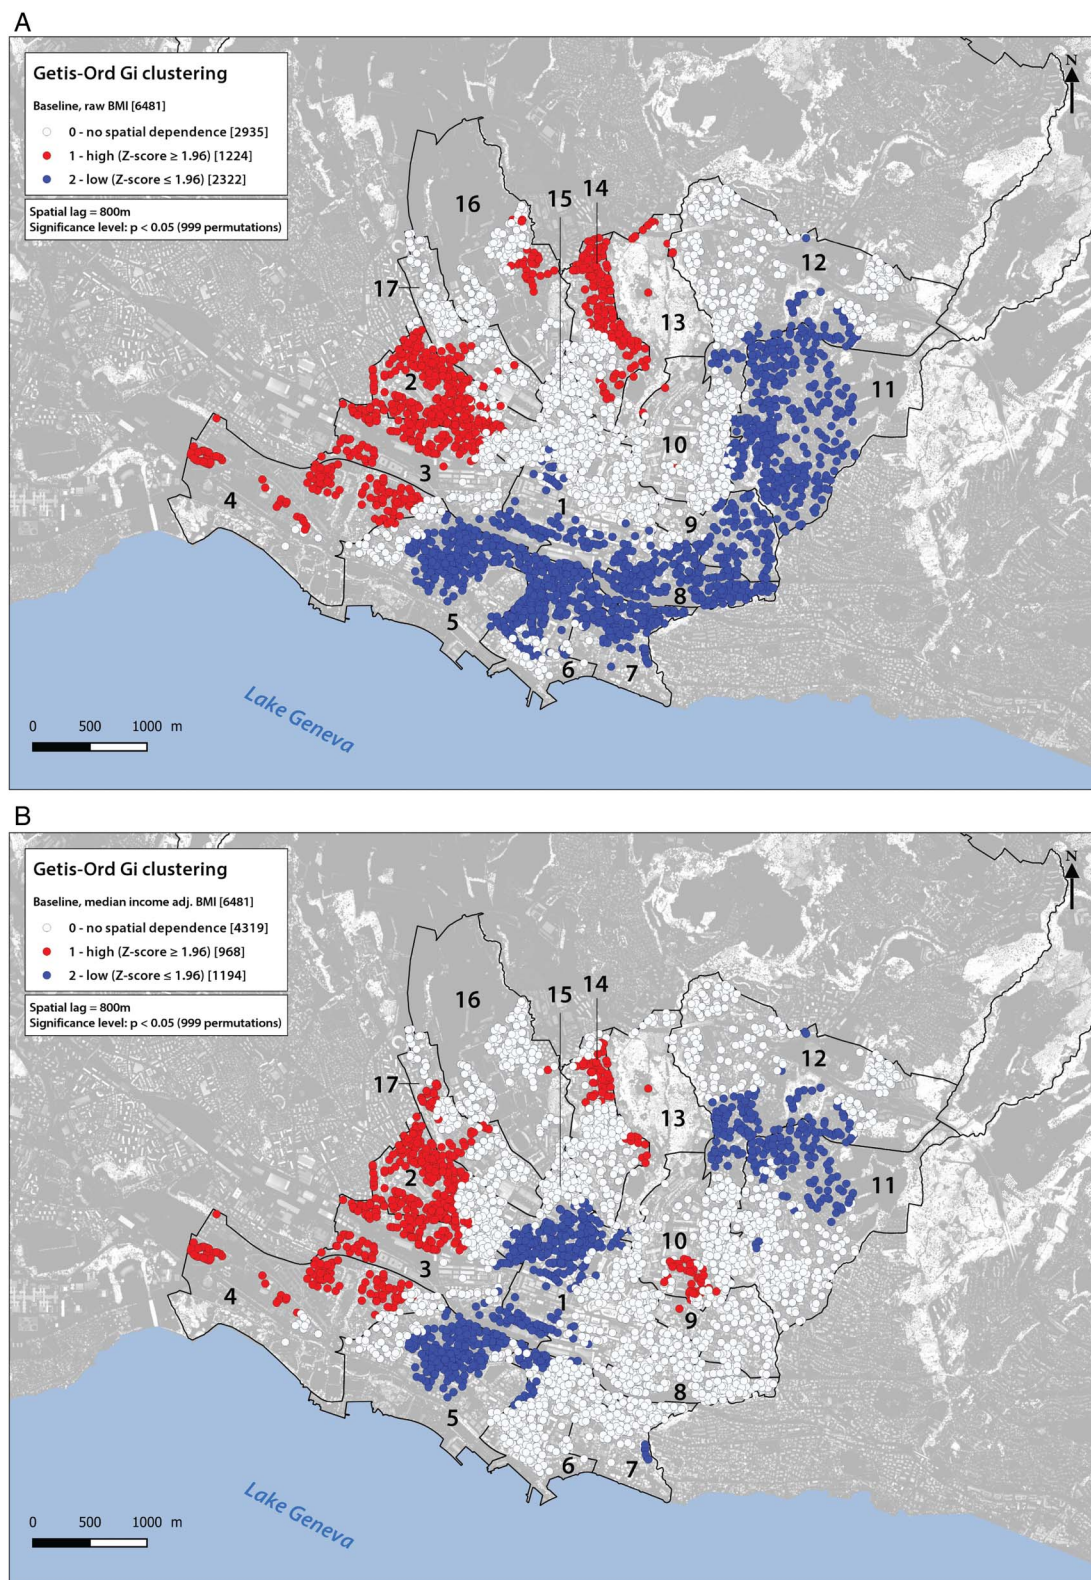 A
Getis-Ord Gi clustering
Baseline, raw BMI [6481]
0 - no spatial dependence [2935]
1 - high (Z-score ≥ 1.96) [1224]
2 - low (Z-score ≤ 1.96) [2322]
Spatial lag = 800m
Significance level: p < 0.05 (999 permutations)
N
16
15
14
12
17
13
2
11
10
3
4
1
9
8
5
6
7
Lake Geneva
0 500 1000 m
B
Getis-Ord Gi clustering
Baseline, median income adj. BMI [6481]
0 - no spatial dependence [4319]
1 - high (Z-score ≥ 1.96) [968]
2 - low (Z-score ≤ 1.96) [1194]
Spatial lag = 800m
Significance level: p < 0.05 (999 permutations)
N
16
15
14
12
17
13
2
11
10
3
4
1
9
8
5
6
7
Lake Geneva
0 500 1000 m